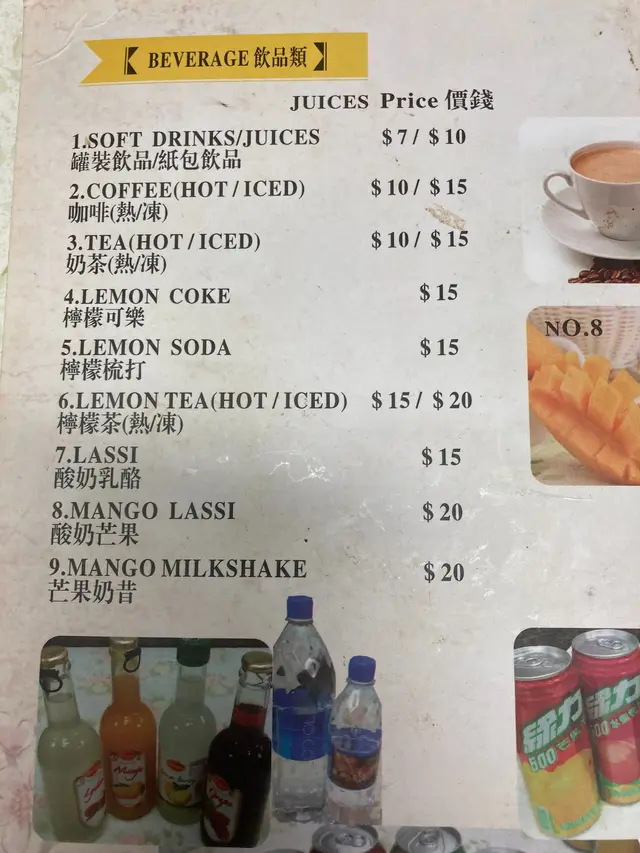 【 BEVERAGE 飲品類 】
JUICES Price 價錢
1.SOFT DRINKS/JUICES $7/ $10
罐裝飲品/紙包飲品
2.COFFEE(HOT/ICED) $10/ $15
咖啡(熱/凍)
3.TEA(HOT/ICED) $10/ $15
奶茶(熱/凍)
4.LEMON COKE $15
檸檬可樂
5.LEMON SODA $15
檸檬梳打
NO.8
6.LEMON TEA(HOT/ICED) $15/ $20
檸檬茶(熱/凍)
7.LASSI $15
酸奶乳酪
8.MANGO LASSI $20
酸奶芒果
9.MANGO MILKSHAKE $20
芒果奶昔
綠力
500
綠力
500